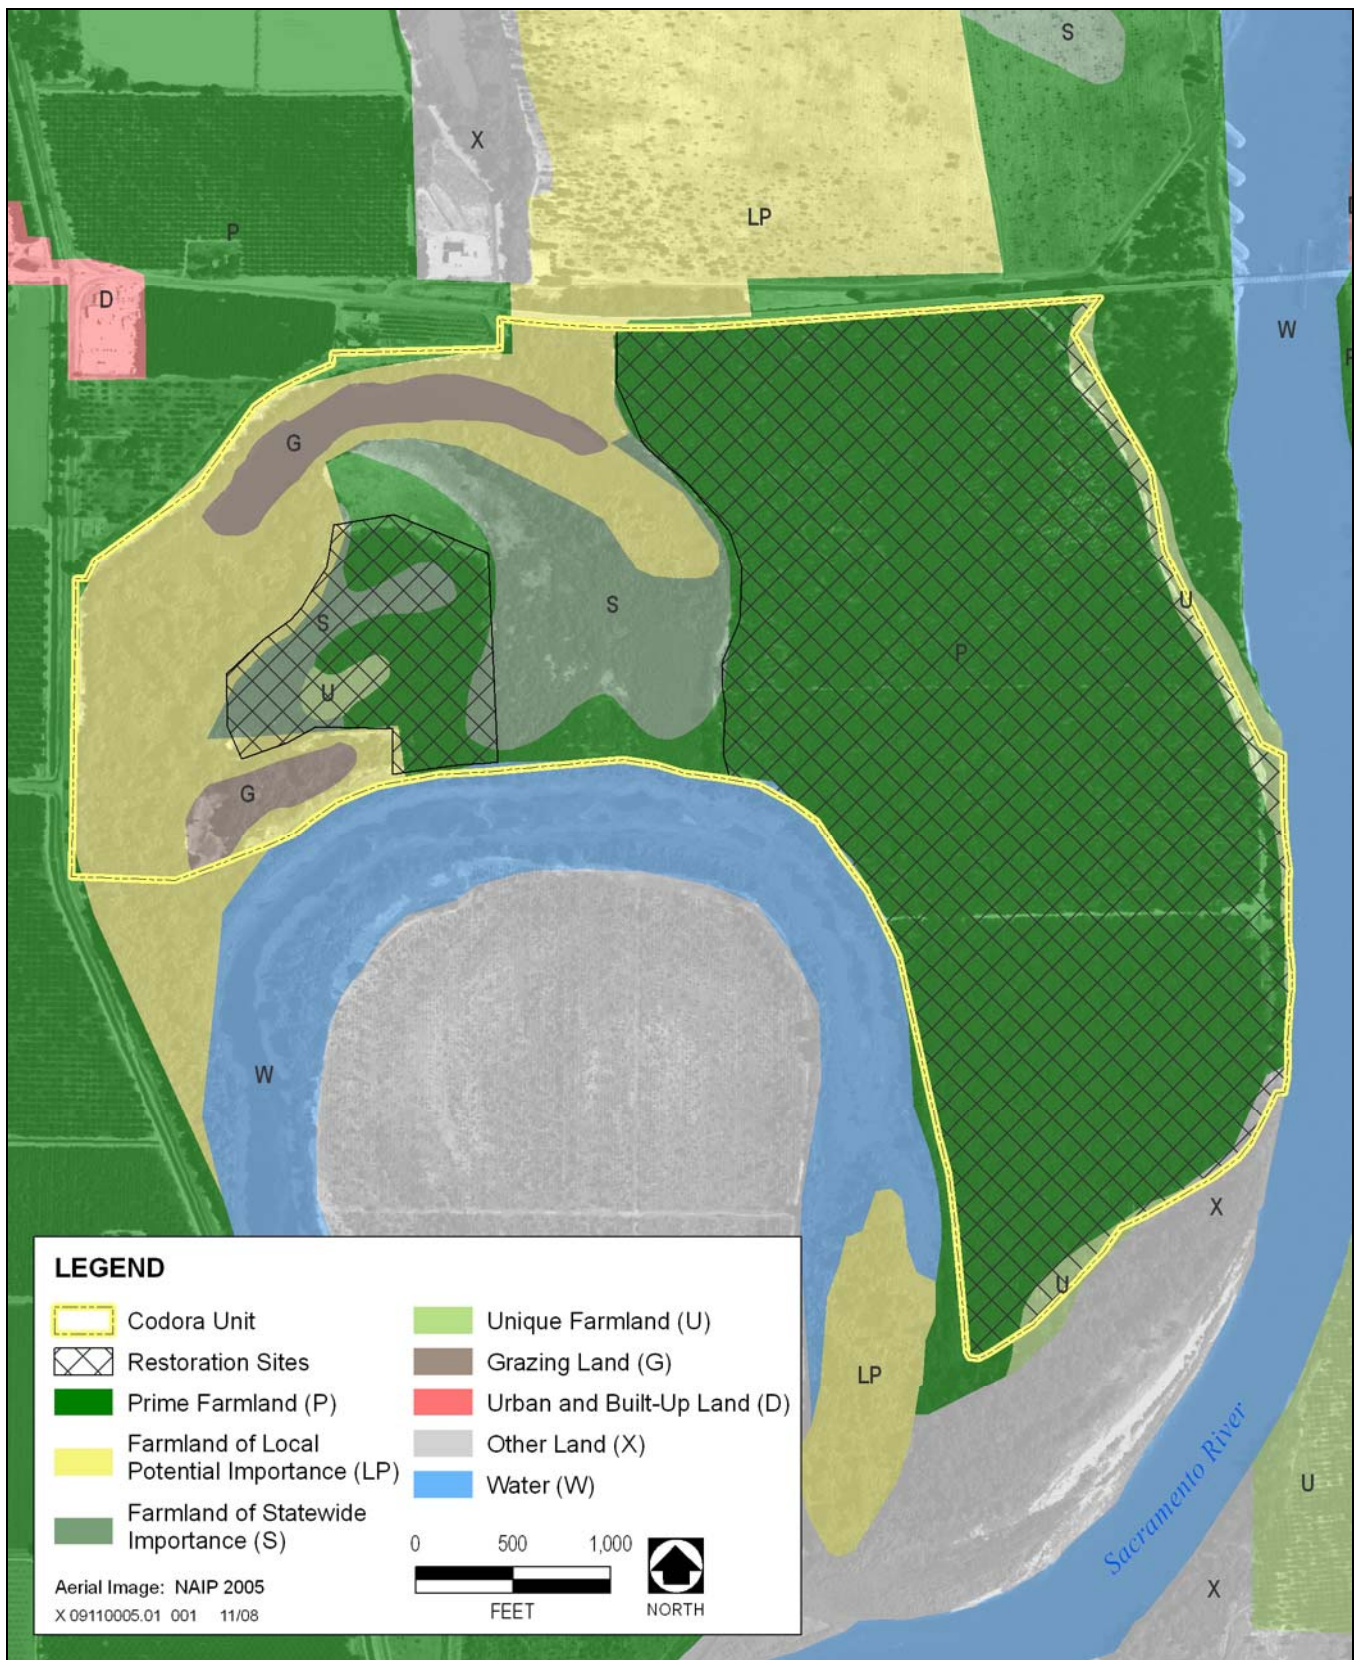 S
X
P
LP
D
W
G
S
S
P
U
U
G
W
X
U
LP
U
X
Sacramento River
LEGEND
Codora Unit
Restoration Sites
Prime Farmland (P)
Farmland of Local
Potential Importance (LP)
Farmland of Statewide
Importance (S)
Unique Farmland (U)
Grazing Land (G)
Urban and Built-Up Land (D)
Other Land (X)
Water (W)
0 500 1,000
FEET
NORTH
Aerial Image: NAIP 2005
X 09110005.01 001 11/08